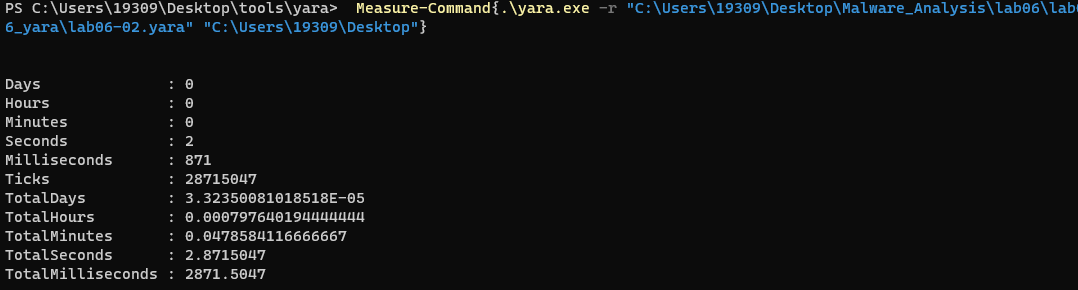 PS C:\Users\19309\Desktop\tools\yara>  Measure-Command{.\yara.exe -r "C:\Users\19309\Desktop\Malware_Analysis\lab06\lab0
6_yara\lab06-02.yara" "C:\Users\19309\Desktop"}
Days              : 0
Hours             : 0
Minutes           : 0
Seconds           : 2
Milliseconds      : 871
Ticks             : 28715047
TotalDays         : 3.32350081018518E-05
TotalHours        : 0.000797640194444444
TotalMinutes      : 0.0478584116666667
TotalSeconds      : 2.8715047
TotalMilliseconds : 2871.5047